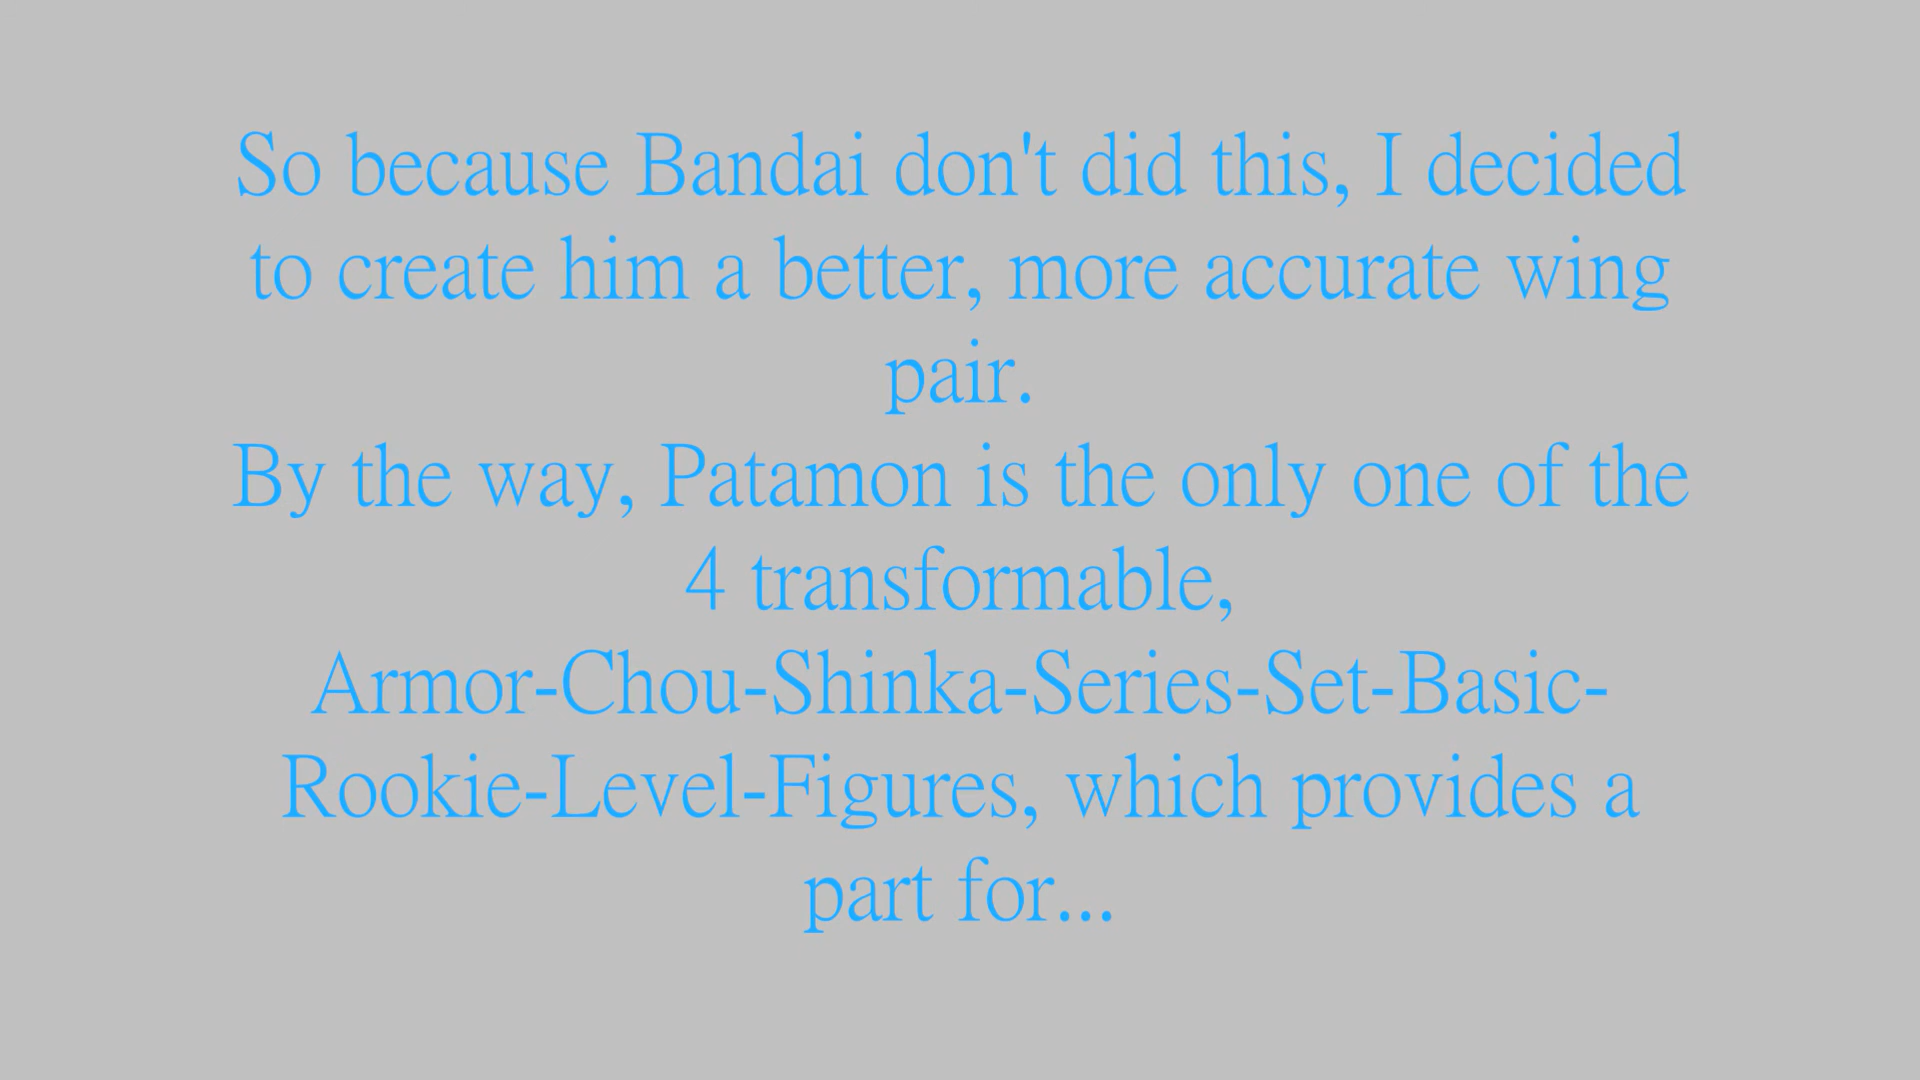 So because Bandai don't did this, I decided
to create him a better, more accurate wing
pair.
By the way, Patamon is the only one of the
4 transformable,
Armor-Chou-Shinka-Series-Set-Basic-
Rookie-Level-Figures, which provides a
part for...